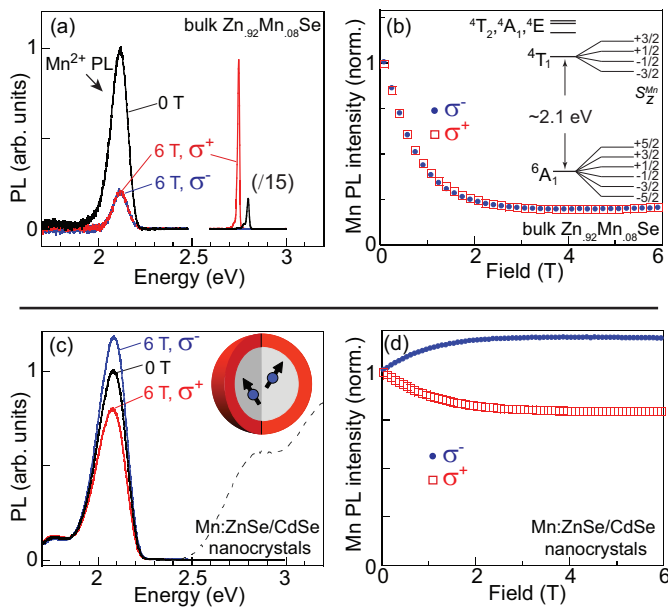 (a)
bulk Zn.92Mn.08Se
Mn2+ PL
0 T
6 T, σ+
6 T, σ-
(/15)
PL (arb. units)
1
0
2
3
Energy (eV)
(b)
4T2,4A1,4E
4T1
+3/2
+1/2
-1/2
-3/2
SZMn
~2.1 eV
6A1
+5/2
+3/2
+1/2
-1/2
-3/2
-5/2
σ-
σ+
bulk Zn.92Mn.08Se
Mn PL intensity (norm.)
1
0
0
2
4
6
Field (T)
(c)
6 T, σ-
0 T
6 T, σ+
Mn:ZnSe/CdSe
nanocrystals
PL (arb. units)
1
0
2
3
Energy (eV)
(d)
σ-
σ+
Mn:ZnSe/CdSe
nanocrystals
Mn PL intensity (norm.)
1
0
0
2
4
6
Field (T)